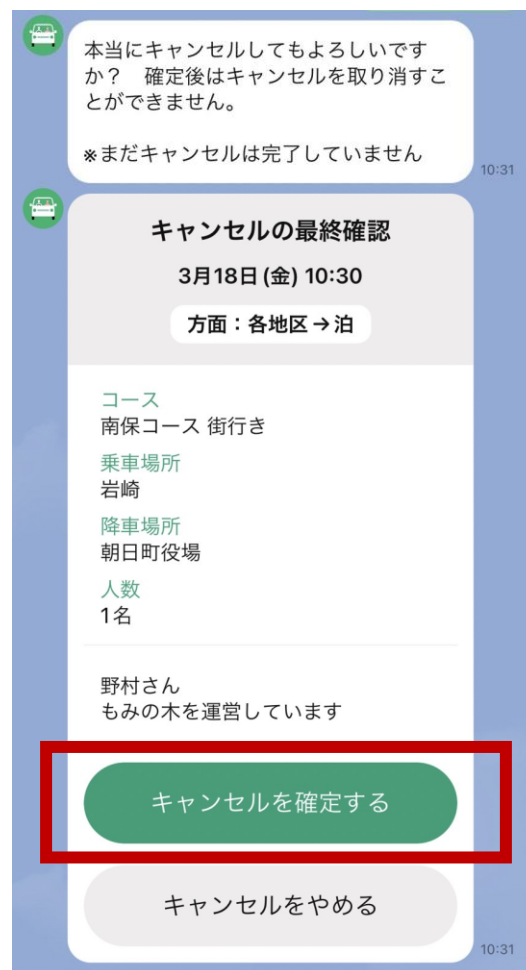 本当にキャンセルしてもよろしいです
か？　確定後はキャンセルを取り消すこ
とができません。
※まだキャンセルは完了していません
10:31
キャンセルの最終確認
3月18日(金) 10:30
方面：各地区→泊
コース
南保コース 街行き
乗車場所
岩崎
降車場所
朝日町役場
人数
1名
野村さん
もみの木を運営しています
キャンセルを確定する
キャンセルをやめる
10:31